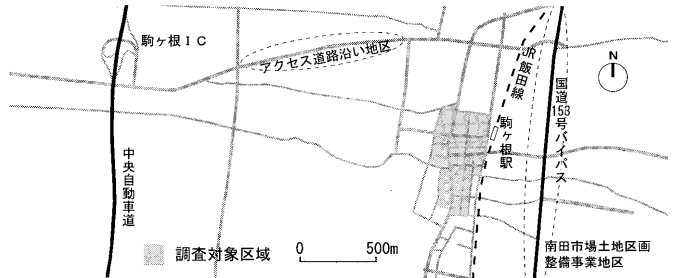 駒ヶ根IC
アクセス道路沿い地区
JR飯田線
N
国道153号バイパス
駒ヶ根駅
中央自動車道
調査対象区域
0 500m
南田市場土地区画
整備事業地区